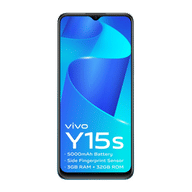 vivo
Y15s
5000mAh Battery
Side Fingerprint Sensor
3GB RAM + 32GB ROM